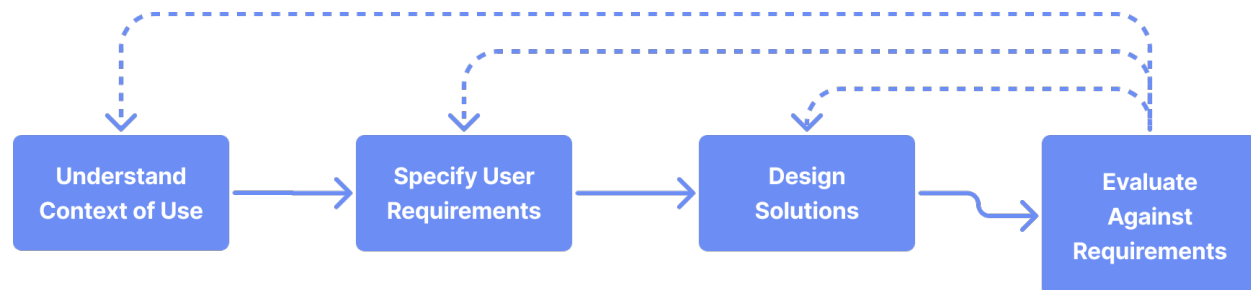 Understand
Context of Use
Specify User
Requirements
Design
Solutions
Evaluate
Against
Requirements